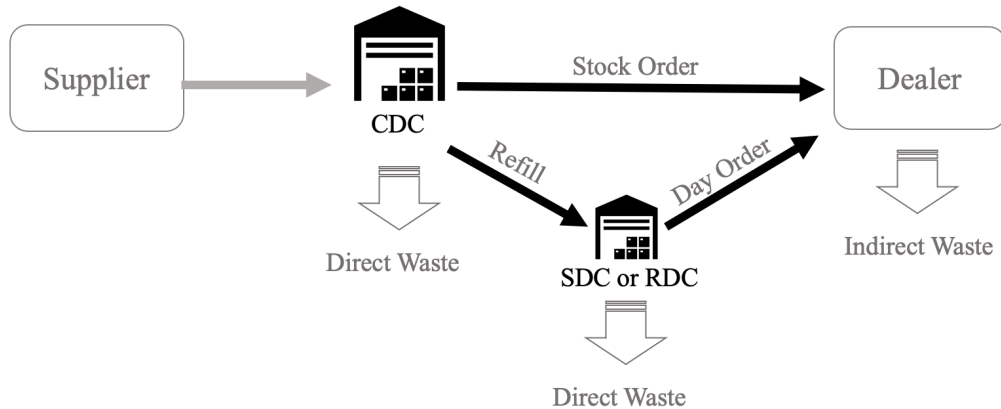 Supplier
CDC
Stock Order
Dealer
Refill
Day Order
Direct Waste
SDC or RDC
Indirect Waste
Direct Waste